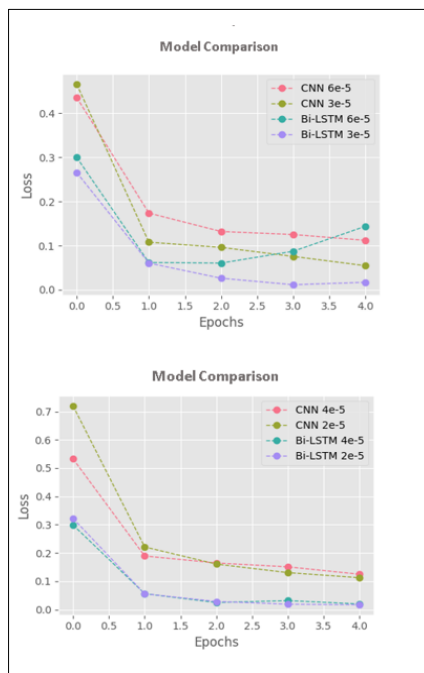 Model Comparison
CNN 6e-5
CNN 3e-5
Bi-LSTM 6e-5
Bi-LSTM 3e-5
0.4
0.3
0.2
0.1
0.0
Loss
0.0 0.5 1.0 1.5 2.0 2.5 3.0 3.5 4.0
Epochs
Model Comparison
CNN 4e-5
CNN 2e-5
Bi-LSTM 4e-5
Bi-LSTM 2e-5
0.7
0.6
0.5
0.4
0.3
0.2
0.1
0.0
Loss
0.0 0.5 1.0 1.5 2.0 2.5 3.0 3.5 4.0
Epochs